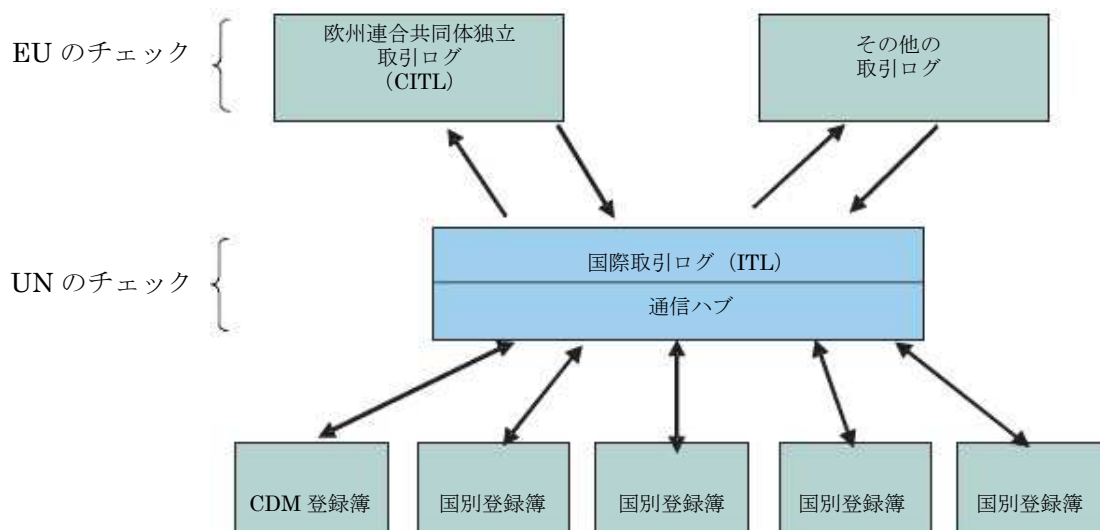 EU のチェック
欧州連合共同体独立
取引ログ
（CITL）
その他の
取引ログ
UN のチェック
国際取引ログ（ITL）
通信ハブ
CDM 登録簿
国別登録簿
国別登録簿
国別登録簿
国別登録簿